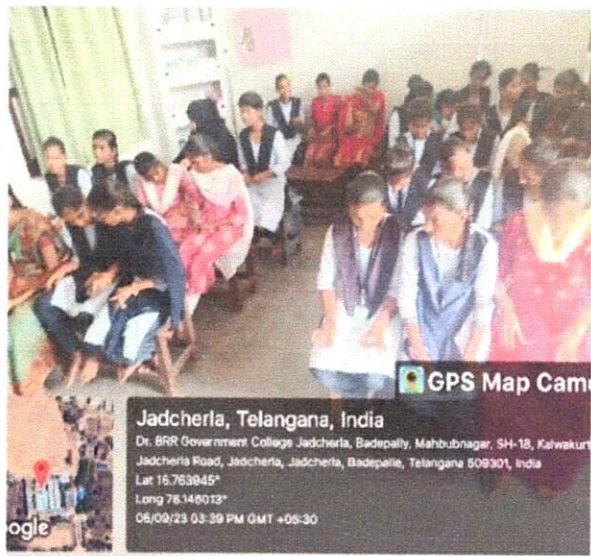 GPS Map Came
Jadcherla, Telangana, India
Dr. BRR Government College Jadcherla, Badepally, Mahbubnagar, SH-18, Kalwakurt
Jadcherla Road, Jadcherla, Jadcherla, Badepalle, Telangana 509301, India
Lat 16.763945°
Long 78.146013°
06/09/23 03:39 PM GMT +05:30
ogle